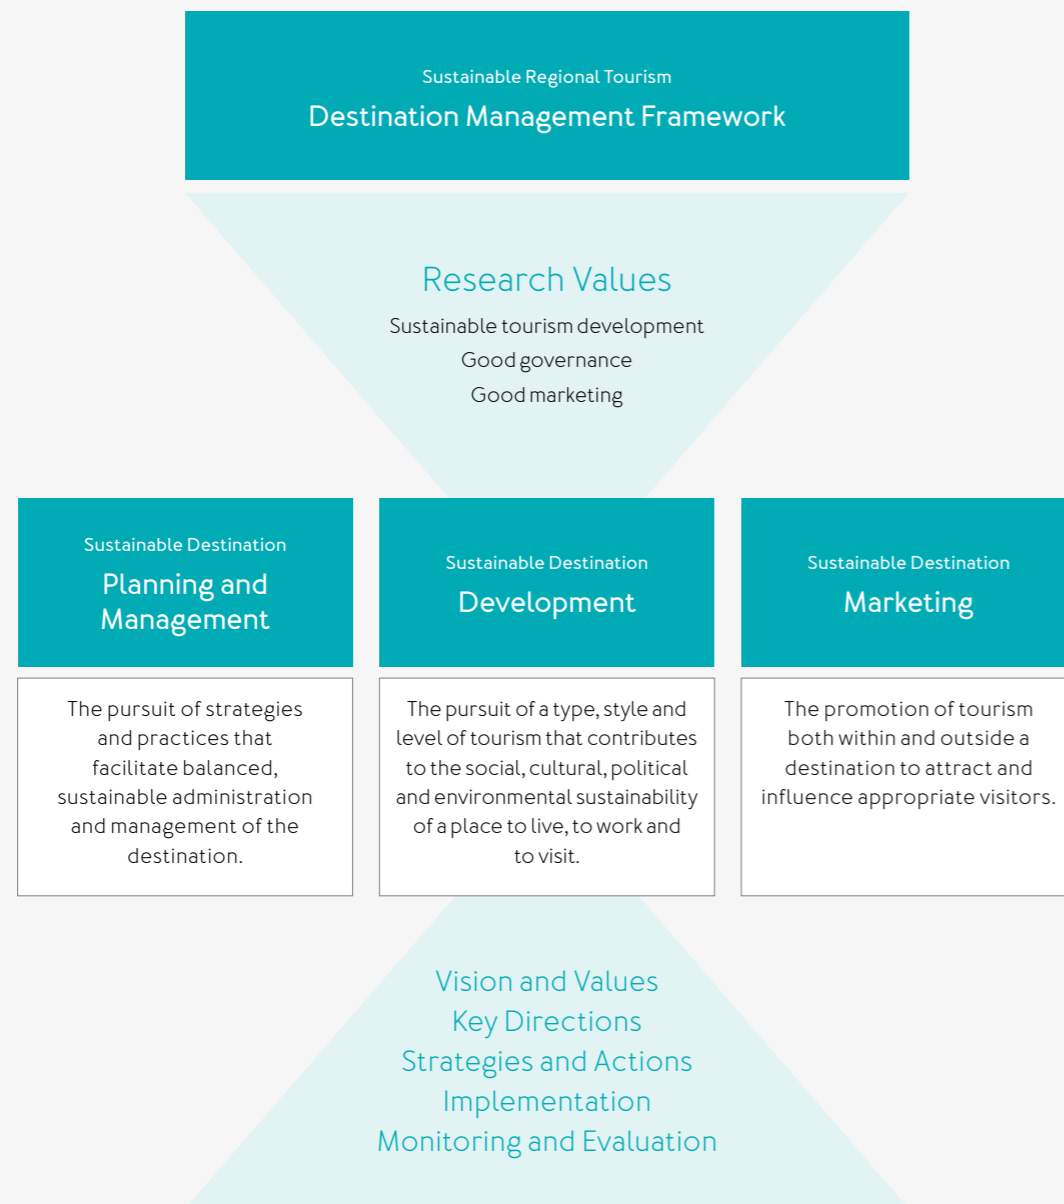 Sustainable Regional Tourism
Destination Management Framework
Research Values
Sustainable tourism development
Good governance
Good marketing
Sustainable Destination
Planning and
Management
The pursuit of strategies
and practices that
facilitate balanced,
sustainable administration
and management of the
destination.
Sustainable Destination
Development
The pursuit of a type, style and
level of tourism that contributes
to the social, cultural, political
and environmental sustainability
of a place to live, to work and
to visit.
Sustainable Destination
Marketing
The promotion of tourism
both within and outside a
destination to attract and
influence appropriate visitors.
Vision and Values
Key Directions
Strategies and Actions
Implementation
Monitoring and Evaluation